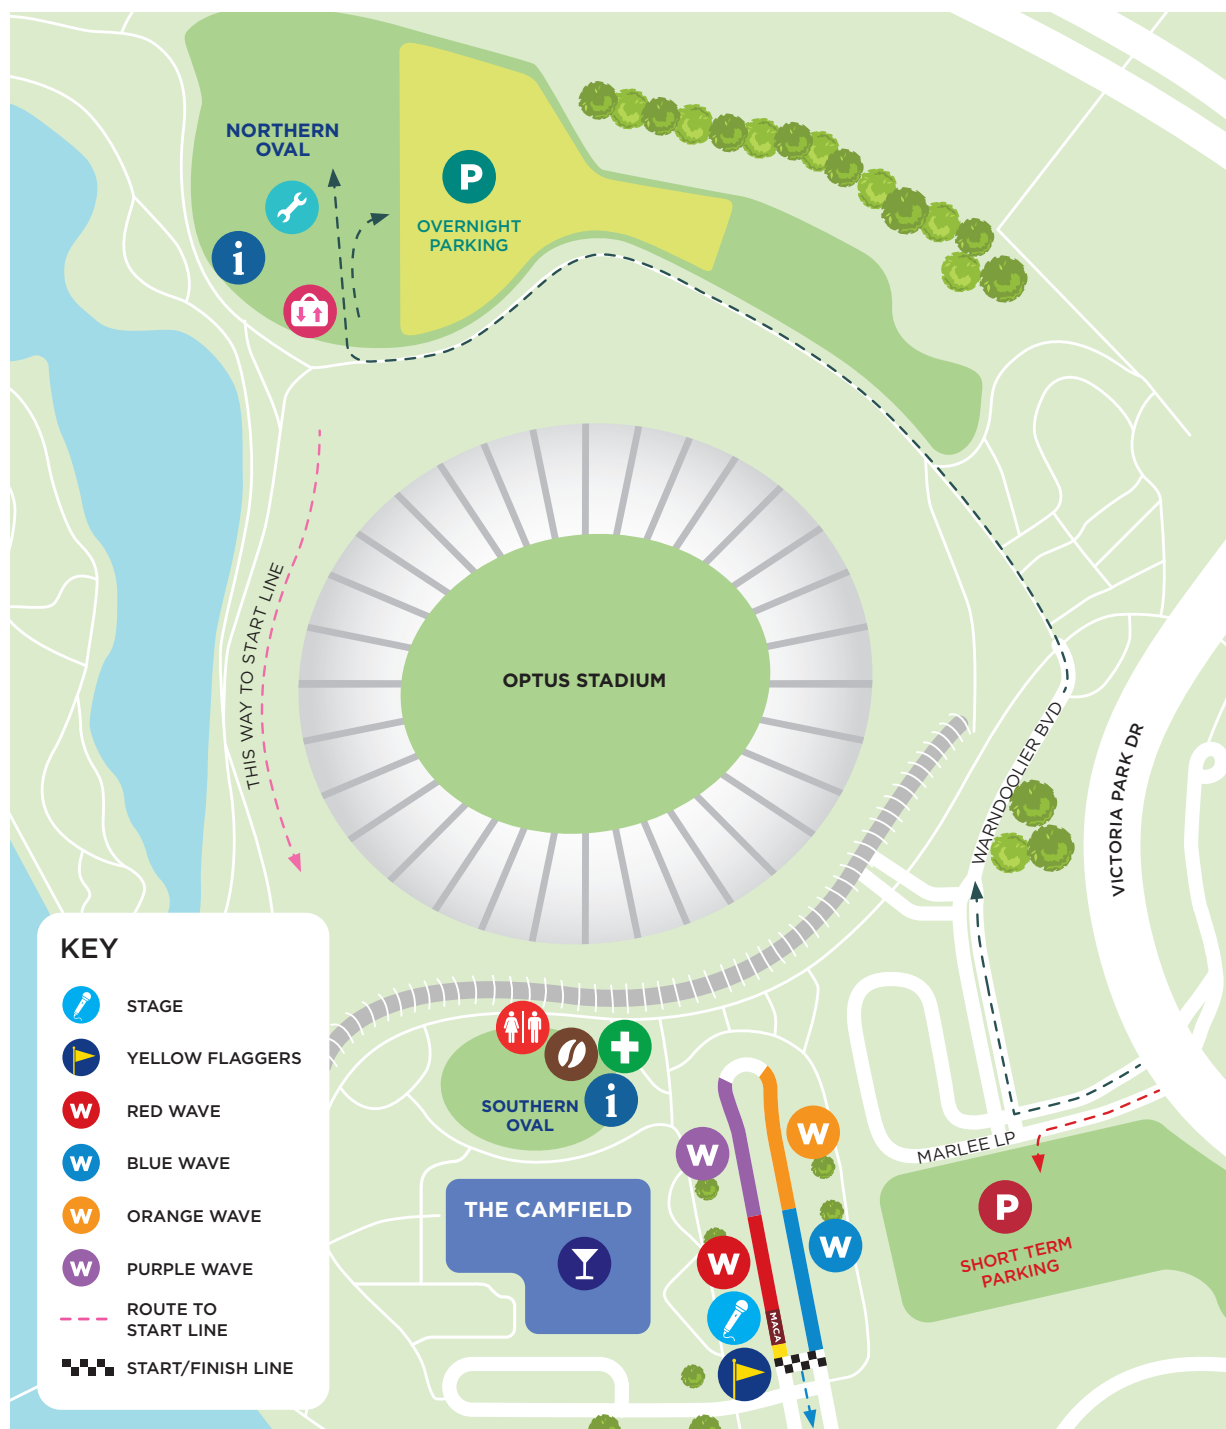 NORTHERN
OVAL
i
P
OVERNIGHT
PARKING
THIS WAY TO START LINE
OPTUS STADIUM
WARNDOOLIER BVD
VICTORIA PARK DR
MARLEE LP
P
SHORT TERM
PARKING
i
SOUTHERN
OVAL
THE CAMFIELD
W
W
W
W
MACA
KEY
STAGE
YELLOW FLAGGERS
W RED WAVE
W BLUE WAVE
W ORANGE WAVE
W PURPLE WAVE
ROUTE TO
START LINE
START/FINISH LINE